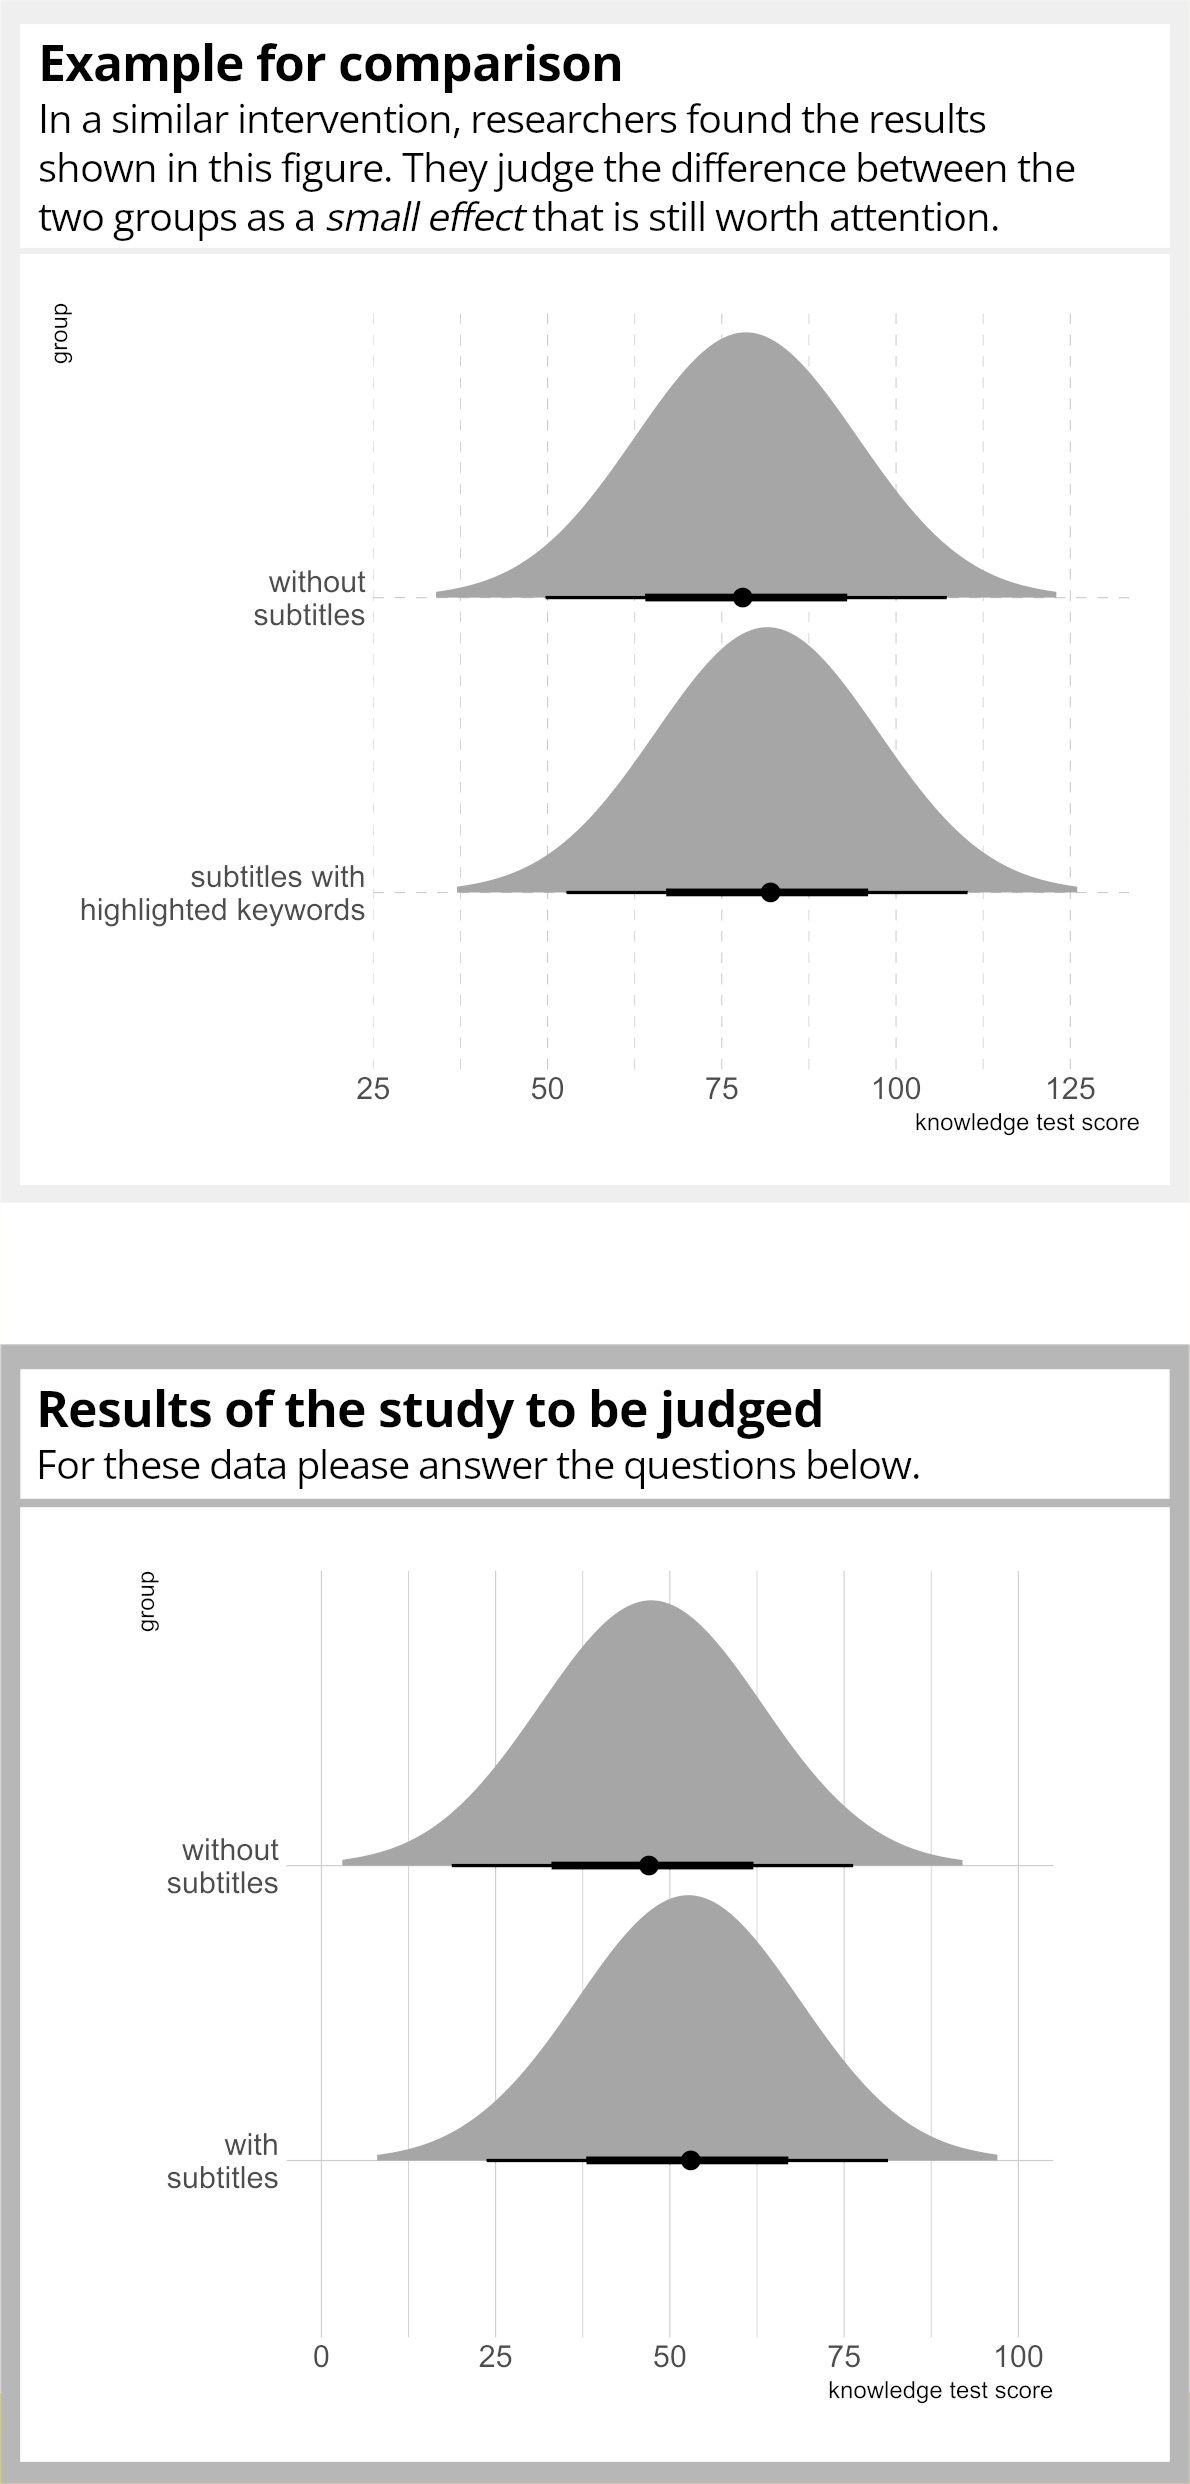 Example for comparison
In a similar intervention, researchers found the results
shown in this figure. They judge the difference between the
two groups as a small effect that is still worth attention.
group
without
subtitles
subtitles with
highlighted keywords
25 50 75 100 125
knowledge test score
Results of the study to be judged
For these data please answer the questions below.
group
without
subtitles
with
subtitles
0 25 50 75 100
knowledge test score